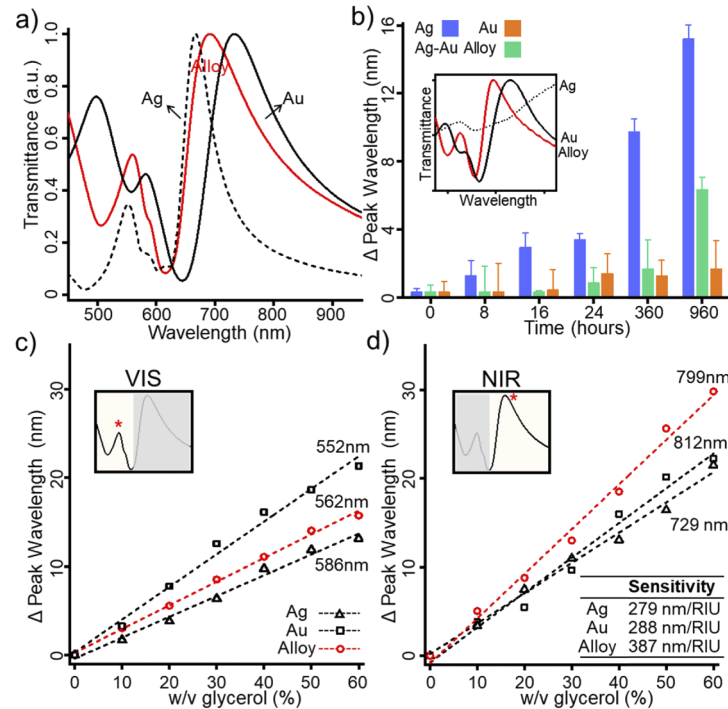 a)
Transmittance (a.u.)
1.0
0.8
0.6
0.4
0.2
0
Alloy
Ag
Au
500 600 700 800 900
Wavelength (nm)
b)
Δ Peak Wavelength (nm)
16
12
8
4
0
Ag Au
Ag-Au Alloy
Transmittance
Ag
Au
Alloy
Wavelength
0 8 16 24 360 960
Time (hours)
c)
Δ Peak Wavelength (nm)
30
20
10
0
VIS
*
552nm
562nm
586nm
Ag
Au
Alloy
0 10 20 30 40 50 60
w/v glycerol (%)
d)
Δ Peak Wavelength (nm)
30
20
10
0
NIR
*
799nm
812nm
729 nm
Sensitivity
Ag 279 nm/RIU
Au 288 nm/RIU
Alloy 387 nm/RIU
0 10 20 30 40 50 60
w/v glycerol (%)